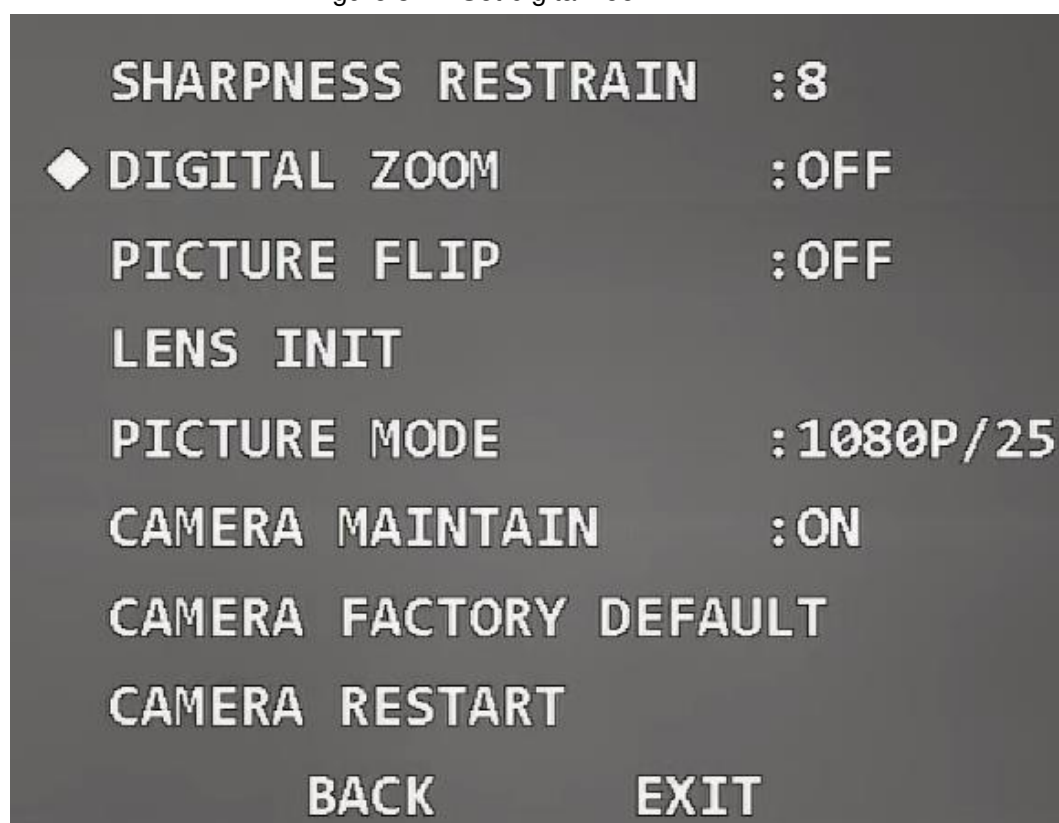 SHARPNESS RESTRAIN :8
DIGITAL ZOOM :OFF
PICTURE FLIP :OFF
LENS INIT
PICTURE MODE :1080P/25
CAMERA MAINTAIN :ON
CAMERA FACTORY DEFAULT
CAMERA RESTART
BACK EXIT